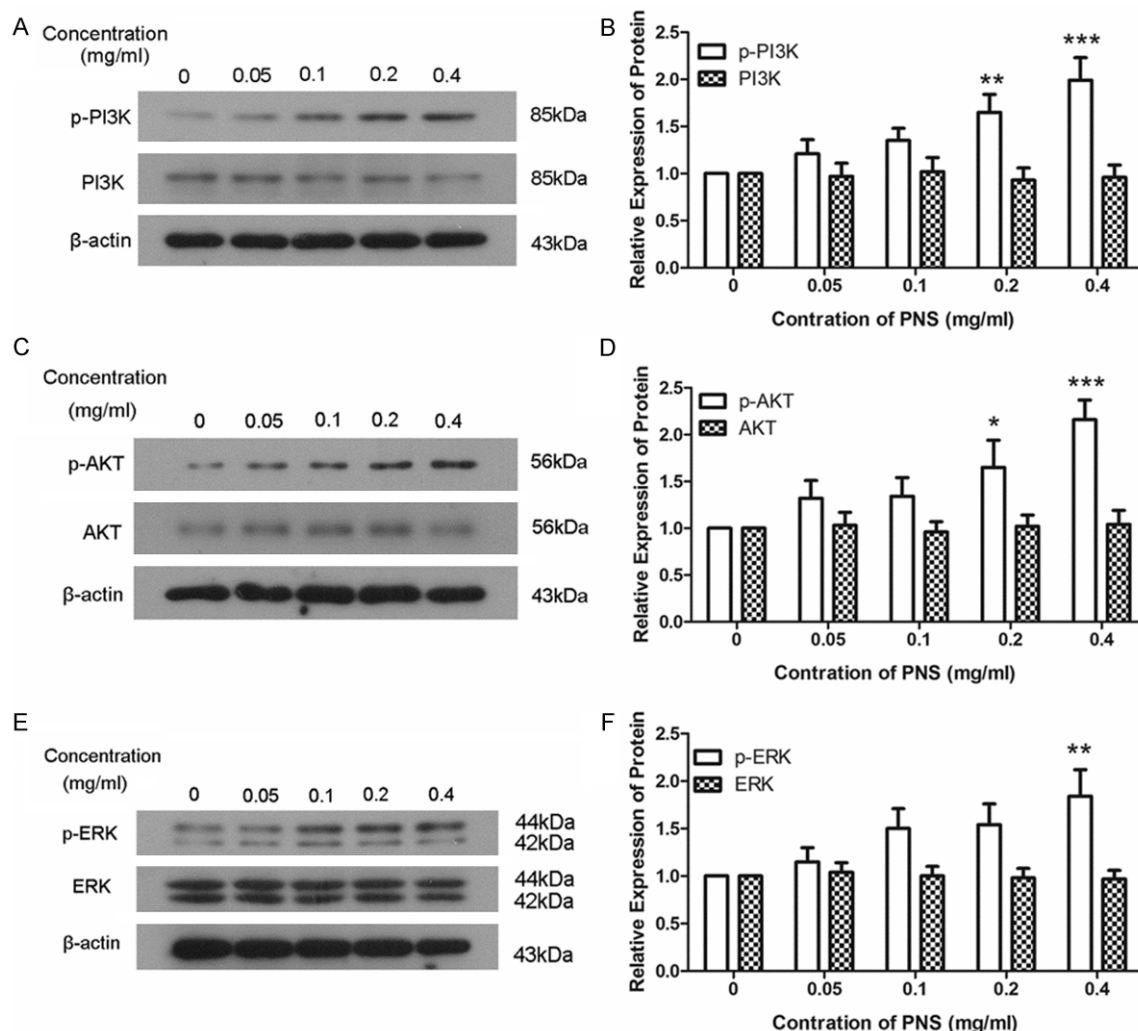 A
Concentration
(mg/ml)
0 0.05 0.1 0.2 0.4
p-PI3K 85kDa
PI3K 85kDa
β-actin 43kDa
B
Relative Expression of Protein
2.5
2.0
1.5
1.0
0.5
0.0
p-PI3K
PI3K
**
***
0 0.05 0.1 0.2 0.4
Contration of PNS (mg/ml)
C
Concentration
(mg/ml)
0 0.05 0.1 0.2 0.4
p-AKT 56kDa
AKT 56kDa
β-actin 43kDa
D
Relative Expression of Protein
2.5
2.0
1.5
1.0
0.5
0.0
p-AKT
AKT
*
***
0 0.05 0.1 0.2 0.4
Contration of PNS (mg/ml)
E
Concentration
(mg/ml)
0 0.05 0.1 0.2 0.4
p-ERK 44kDa
42kDa
ERK 44kDa
42kDa
β-actin 43kDa
F
Relative Expression of Protein
2.5
2.0
1.5
1.0
0.5
0.0
p-ERK
ERK
**
0 0.05 0.1 0.2 0.4
Contration of PNS (mg/ml)